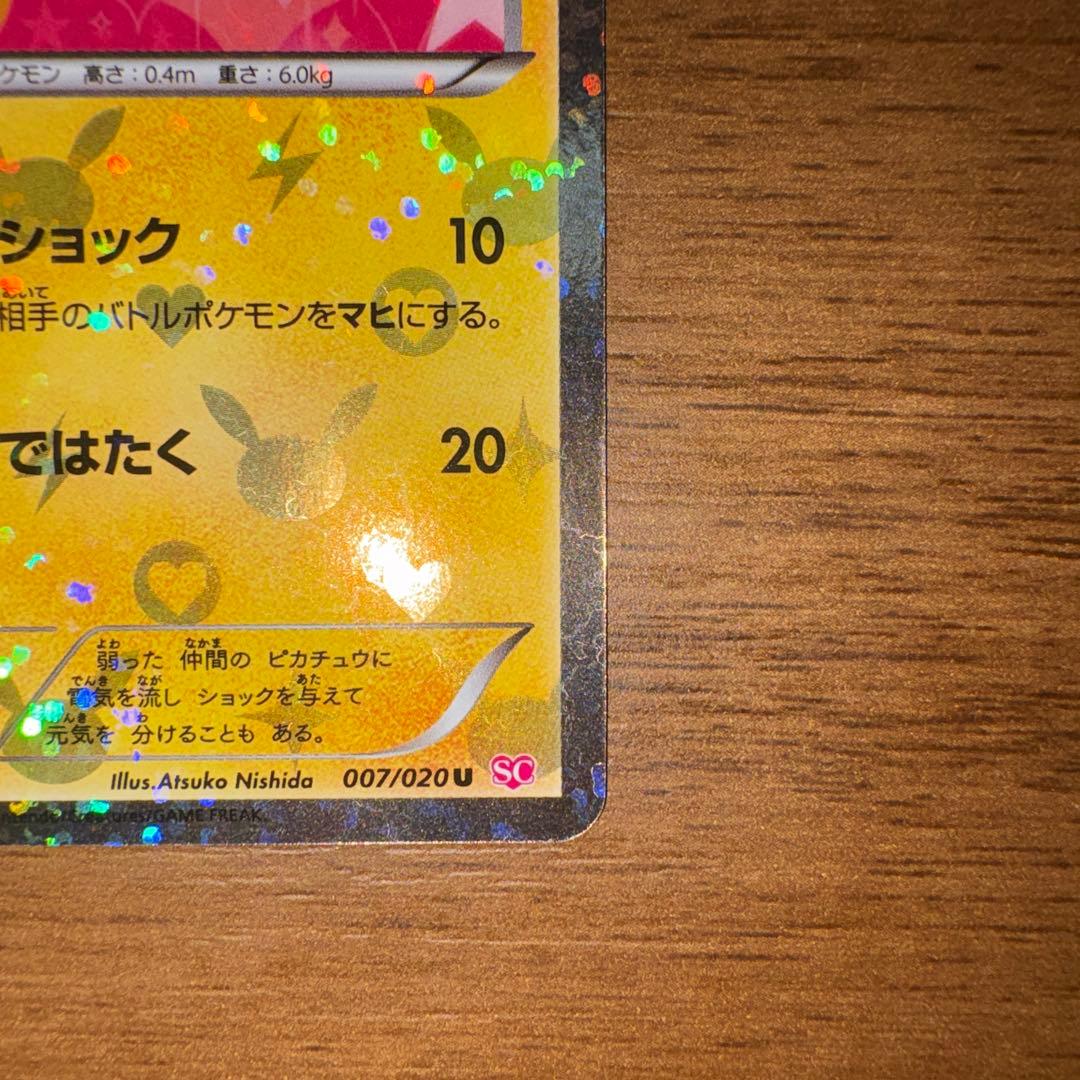 ケモン 高さ：0.4m 重さ：6.0kg
ショック 10
相手のバトルポケモンをマヒにする。
ではたく 20
弱った 仲間の ピカチュウに
電気を流し ショックを与えて
元気を 分けることも ある。
Illus.Atsuko Nishida 007/020 U SC
Creatures/GAME FREAK.